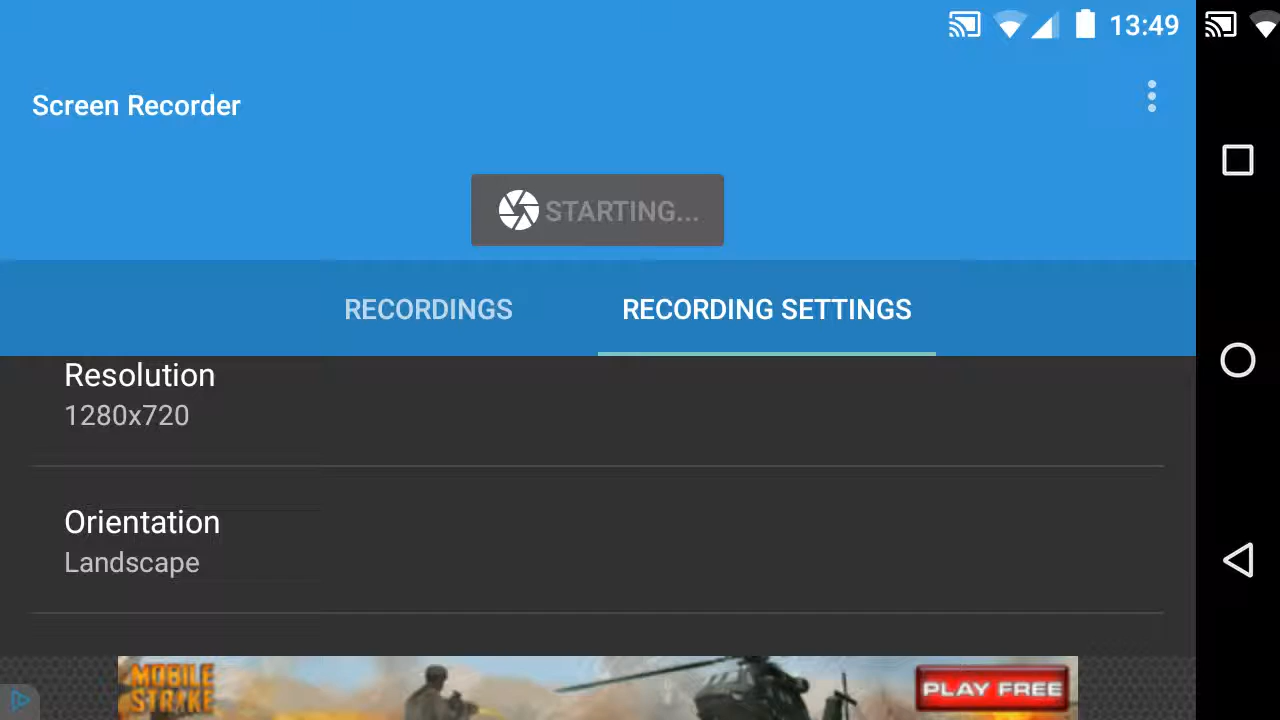 13:49
Screen Recorder
STARTING...
RECORDINGS
RECORDING SETTINGS
Resolution
1280x720
Orientation
Landscape
MOBILE
STRIKE
PLAY FREE